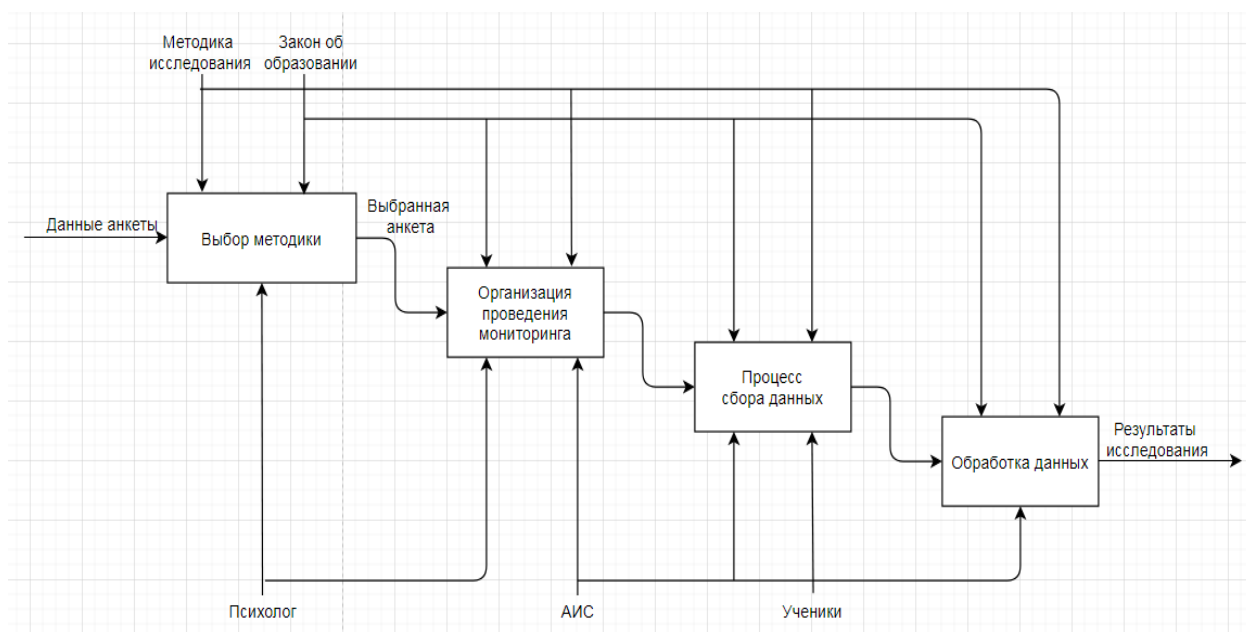 Методика
исследования
Закон об
образовании
Данные анкеты
Выбор методики
Выбранная
анкета
Организация
проведения
мониторинга
Процесс
сбора данных
Обработка данных
Результаты
исследования
Психолог
АИС
Ученики